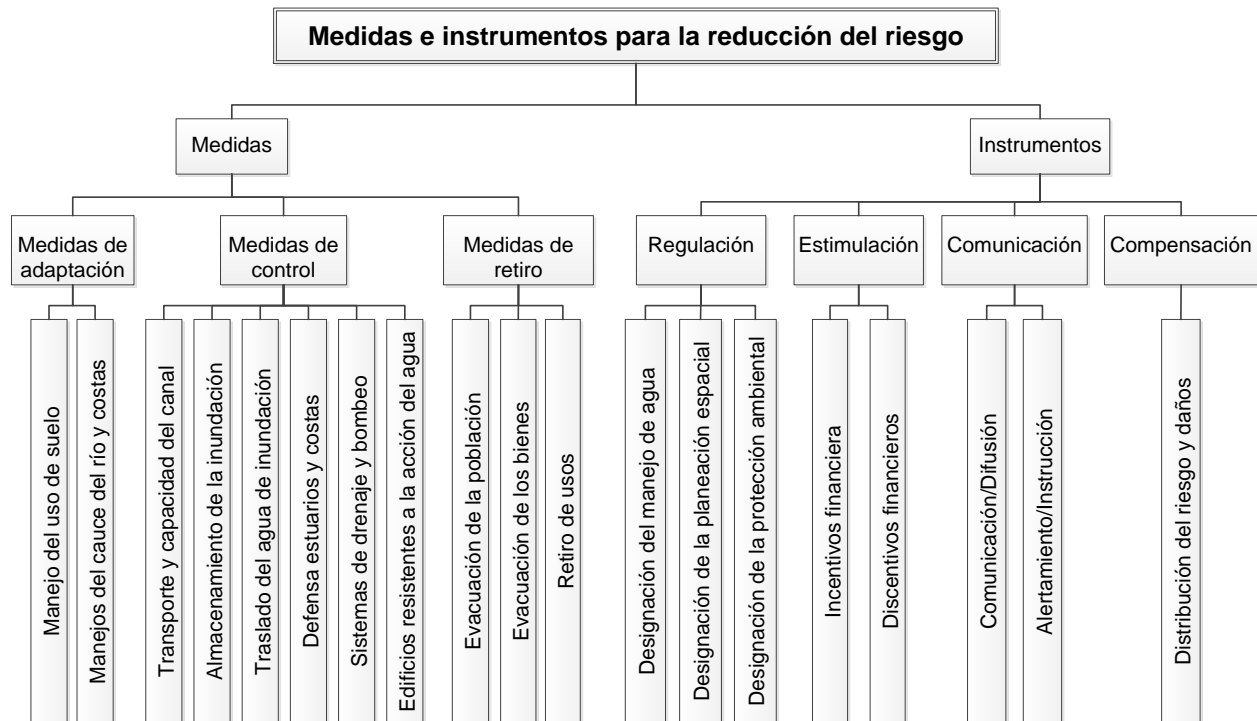 Medidas e instrumentos para la reducción del riesgo
Medidas
Instrumentos
Medidas de
adaptación
Medidas de
control
Medidas de
retiro
Regulación
Estimulación
Comunicación
Compensación
Manejo del uso de suelo
Manejos del cauce del río y costas
Transporte y capacidad del canal
Almacenamiento de la inundación
Traslado del agua de inundación
Defensa estuarios y costas
Sistemas de drenaje y bombeo
Edificios resistentes a la acción del agua
Evacuación de la población
Evacuación de los bienes
Retiro de usos
Designación del manejo de agua
Designación de la planeación espacial
Designación de la protección ambiental
Incentivos financiera
Discentivos financieros
Comunicación/Difusión
Alertamiento/Instrucción
Distribución del riesgo y daños